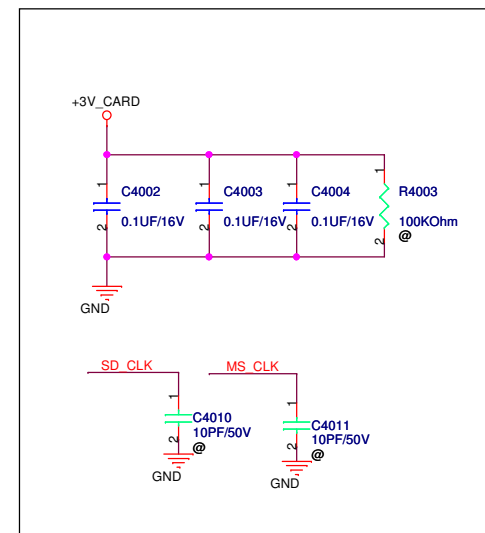 +3V_CARD
1 1 1 1
C4002 C4003 C4004 R4003
0.1UF/16V 0.1UF/16V 0.1UF/16V 100KOhm
2 2 2 2
@
GND
SD_CLK MS_CLK
1 1
C4010 C4011
10PF/50V 10PF/50V
2 2
@ @
GND GND